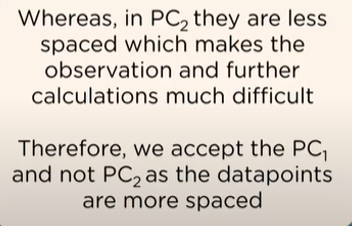 Whereas, in PC₂ they are less
spaced which makes the
observation and further
calculations much difficult
Therefore, we accept the PC₁
and not PC₂ as the datapoints
are more spaced